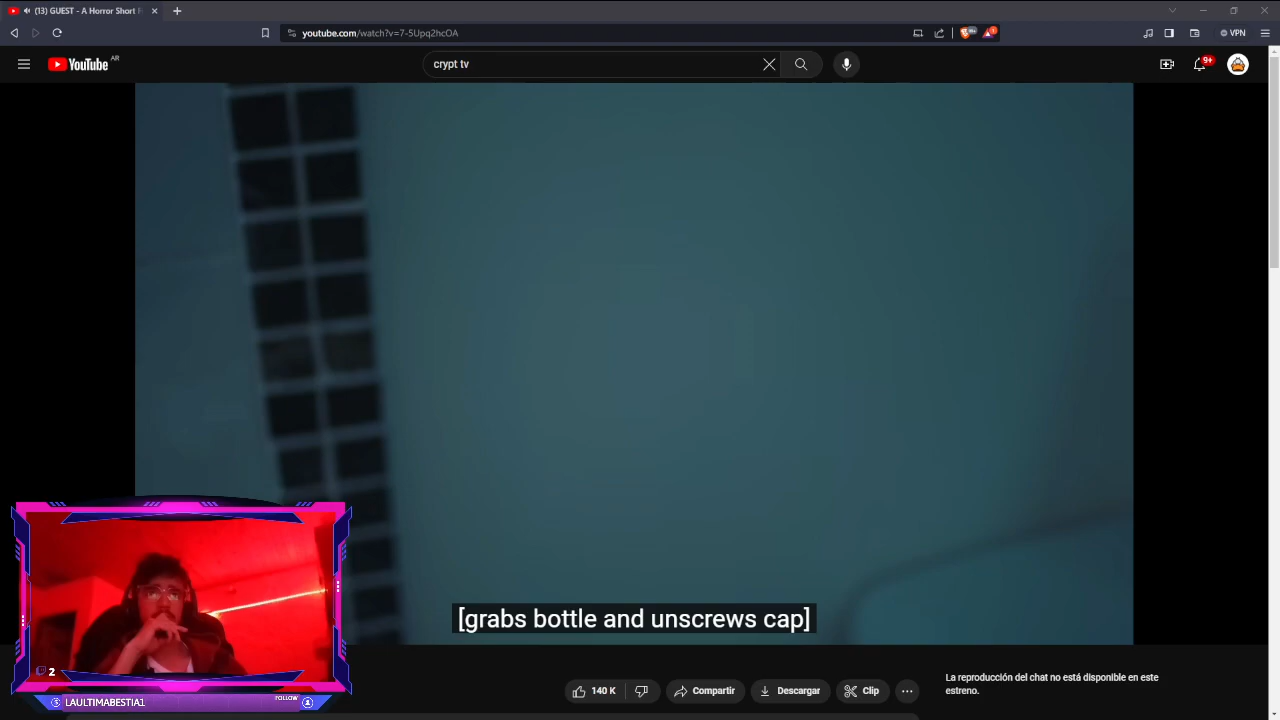 (13) GUEST - A Horror Short F
youtube.com/watch?v=7-5Upq2hcOA
VPN
YouTube AR
crypt tv
9+
[grabs bottle and unscrews cap]
2
LAULTIMABESTIA1
FOLLOW
140 K
Compartir
Descargar
Clip
La reproducción del chat no está disponible en este
estreno.